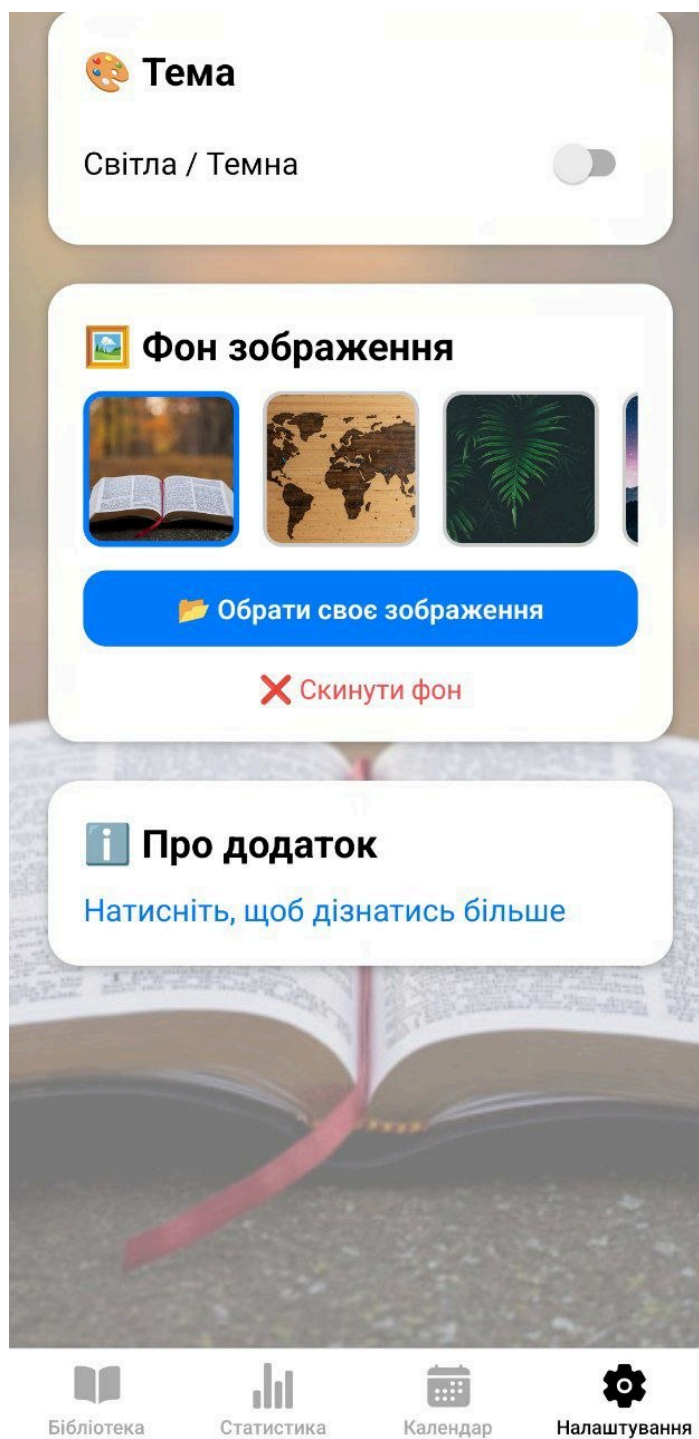 Тема
Світла / Темна
Фон зображення
Обрати своє зображення
Скинути фон
Про додаток
Натисніть, щоб дізнатись більше
Бібліотека
Статистика
Календар
Налаштування